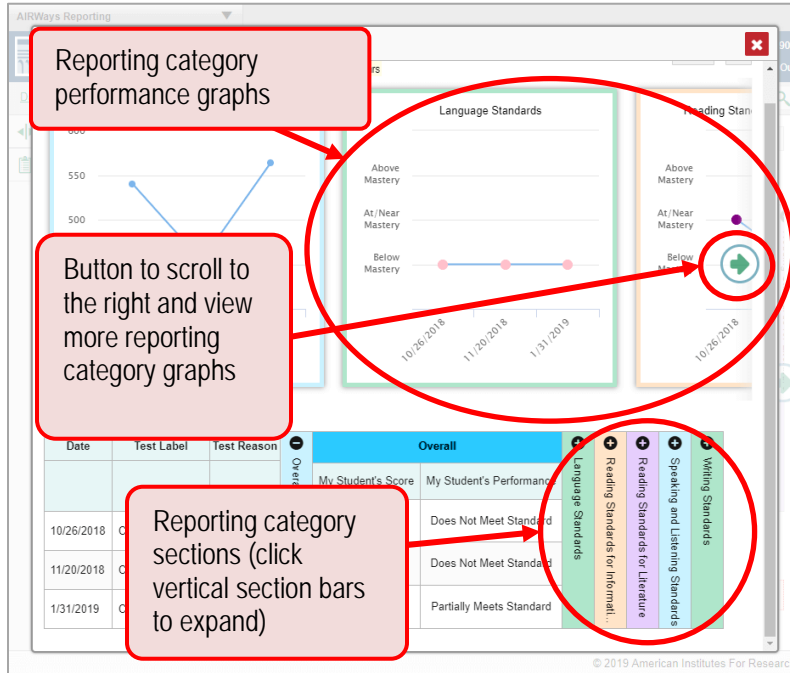 AIRWays Reporting
Reporting category
performance graphs
Language Standards
Reading Stan
600
550
500
Above
Mastery
At/Near
Mastery
Below
Mastery
10/26/2018
11/20/2018
1/31/2019
Above
Mastery
At/Near
Mastery
Below
10/26/2018
Button to scroll to
the right and view
more reporting
category graphs
Date Test Label Test Reason Overall
My Student's Score My Student's Performance
Language Standards
Reading Standards for Informati...
Reading Standards for Literature
Speaking and Listening Standards
Writing Standards
10/26/2018 Does Not Meet Standard
11/20/2018 Does Not Meet Standard
1/31/2019 Partially Meets Standard
Reporting category
sections (click
vertical section bars
to expand)
© 2019 American Institutes For Researc